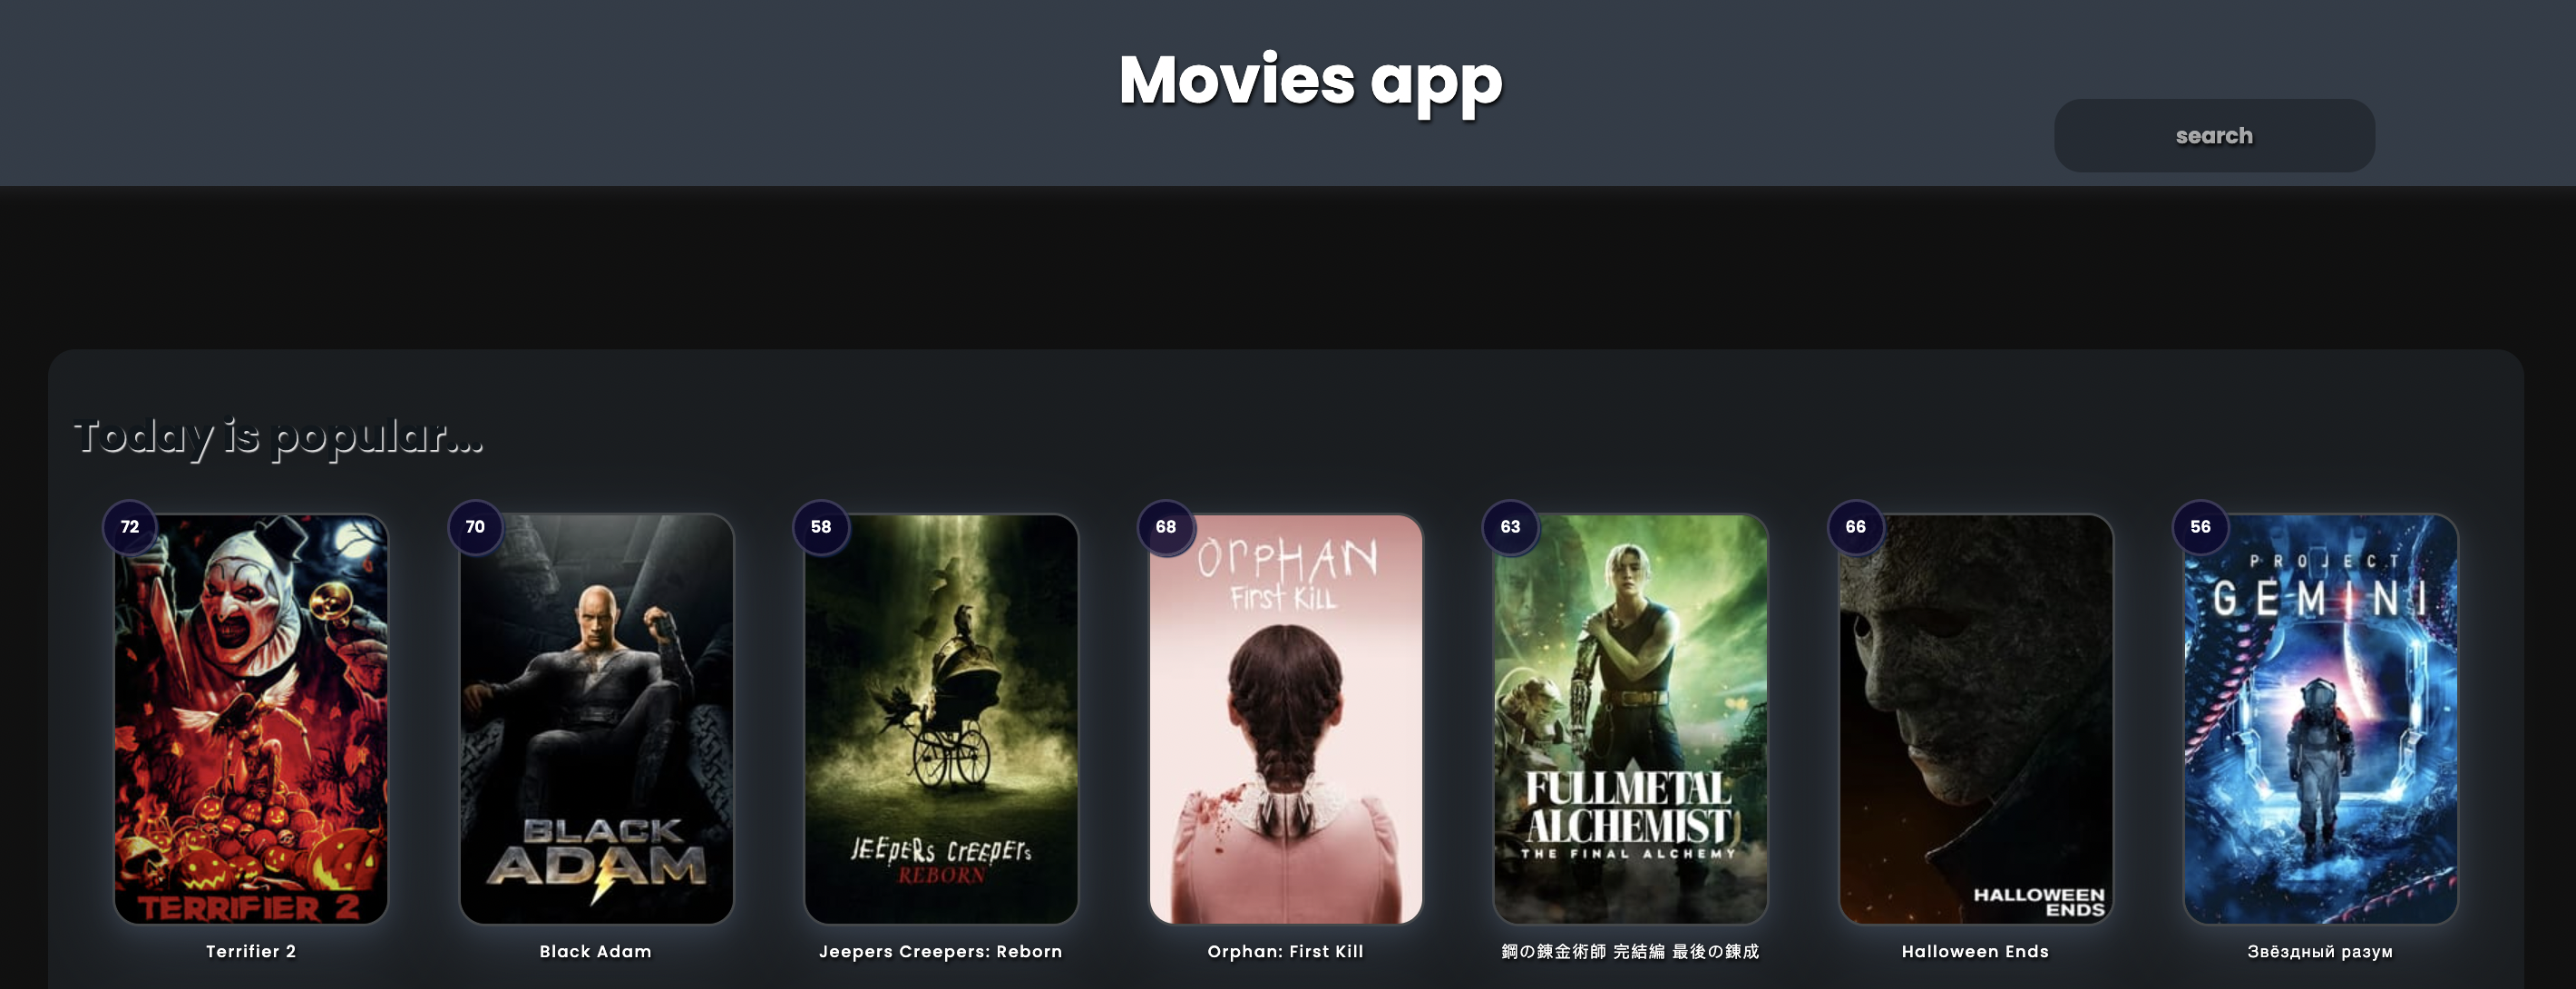 Movies app
search
Today is popular...
72
70
58
68
63
66
56
TERRIFIER 2
BLACK
ADAM
JEEPERS CREEPERS
REBORN
ORPHAN
First Kill
FULLMETAL
ALCHEMIST
THE FINAL ALCHEMY
HALLOWEEN
ENDS
PROJECT
GEMINI
Terrifier 2
Black Adam
Jeepers Creepers: Reborn
Orphan: First Kill
鋼の錬金術師 完結編 最後の錬成
Halloween Ends
Звёздный разум